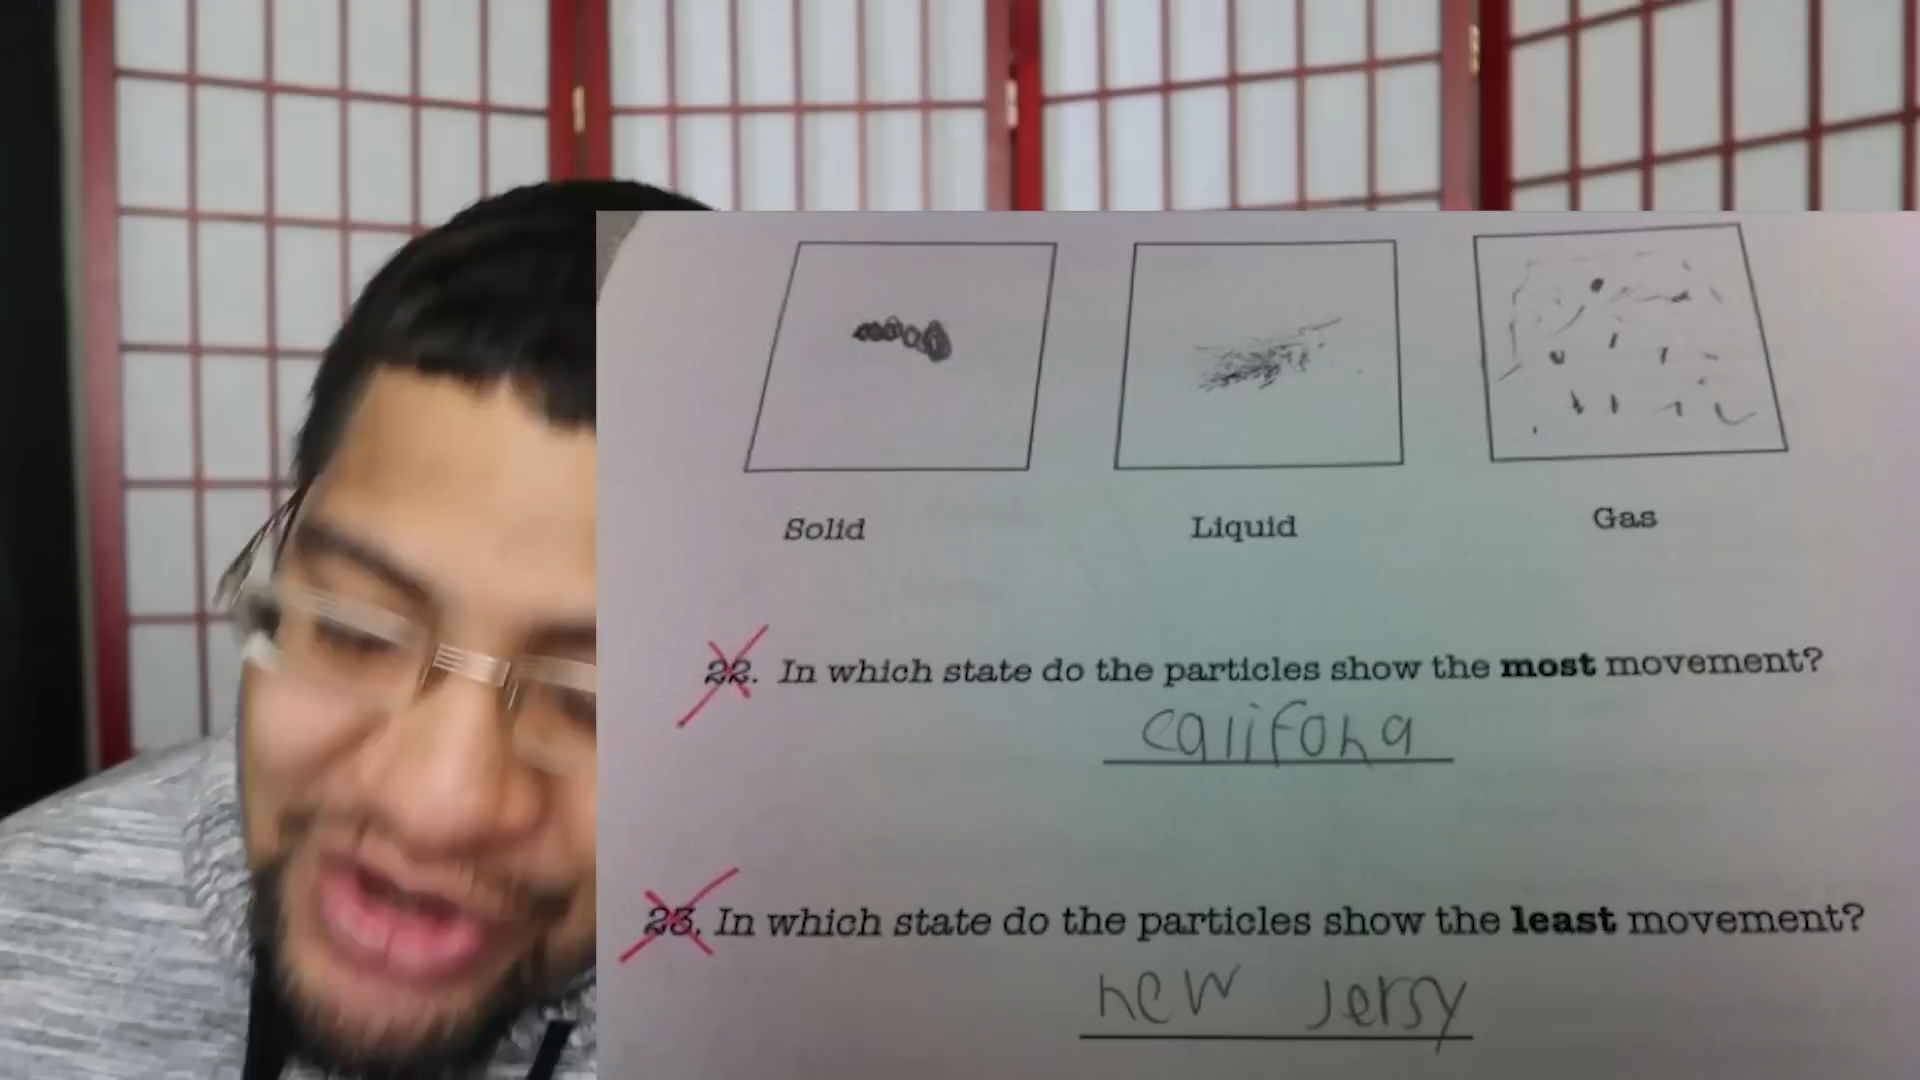 Solid Liquid Gas
22. In which state do the particles show the most movement?
califona
23. In which state do the particles show the least movement?
new Jersy